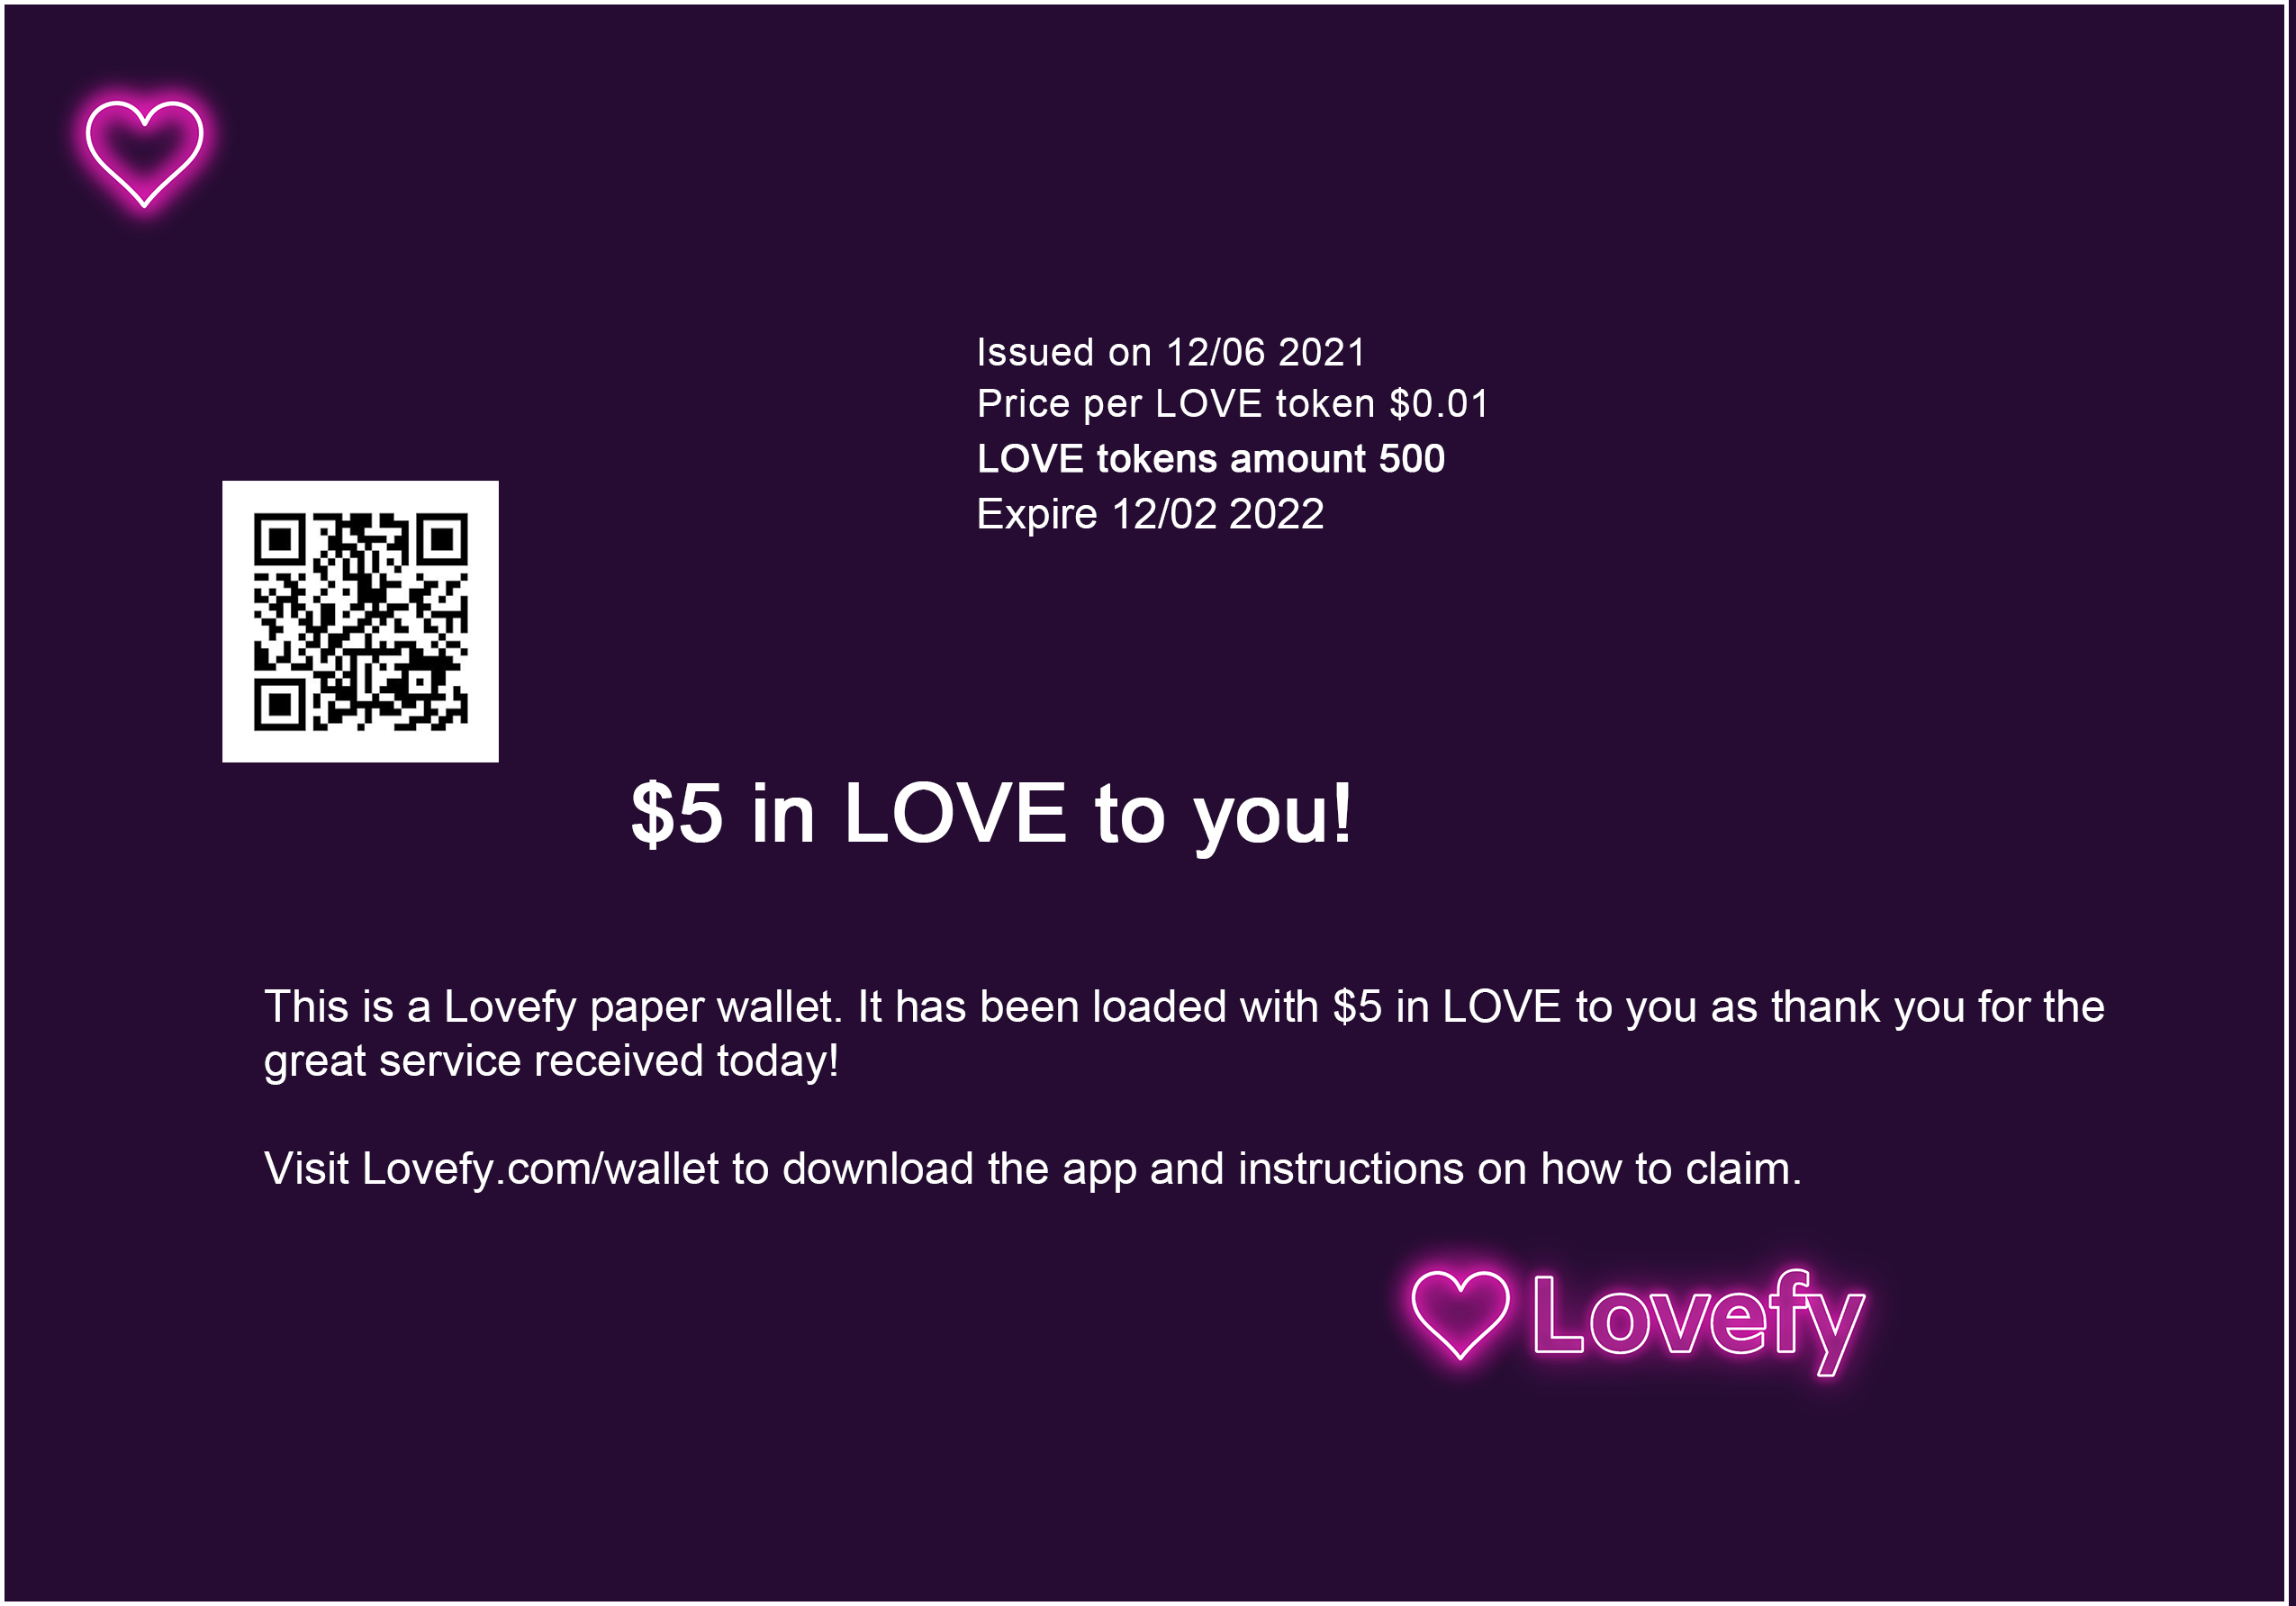 Issued on 12/06 2021
Price per LOVE token $0.01
LOVE tokens amount 500
Expire 12/02 2022
$5 in LOVE to you!
This is a Lovefy paper wallet. It has been loaded with $5 in LOVE to you as thank you for the
great service received today!
Visit Lovefy.com/wallet to download the app and instructions on how to claim.
Lovefy